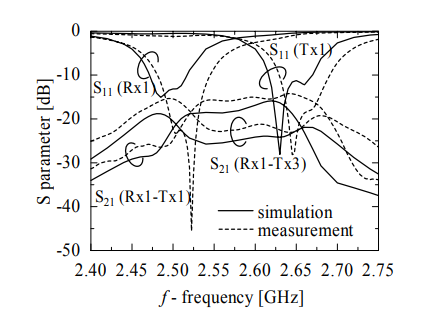 0
-10
-20
-30
-40
-50
S parameter [dB]
S11 (Tx1)
S11 (Rx1)
S21 (Rx1-Tx3)
S21 (Rx1-Tx1)
simulation
measurement
2.40 2.45 2.50 2.55 2.60 2.65 2.70 2.75
f - frequency [GHz]